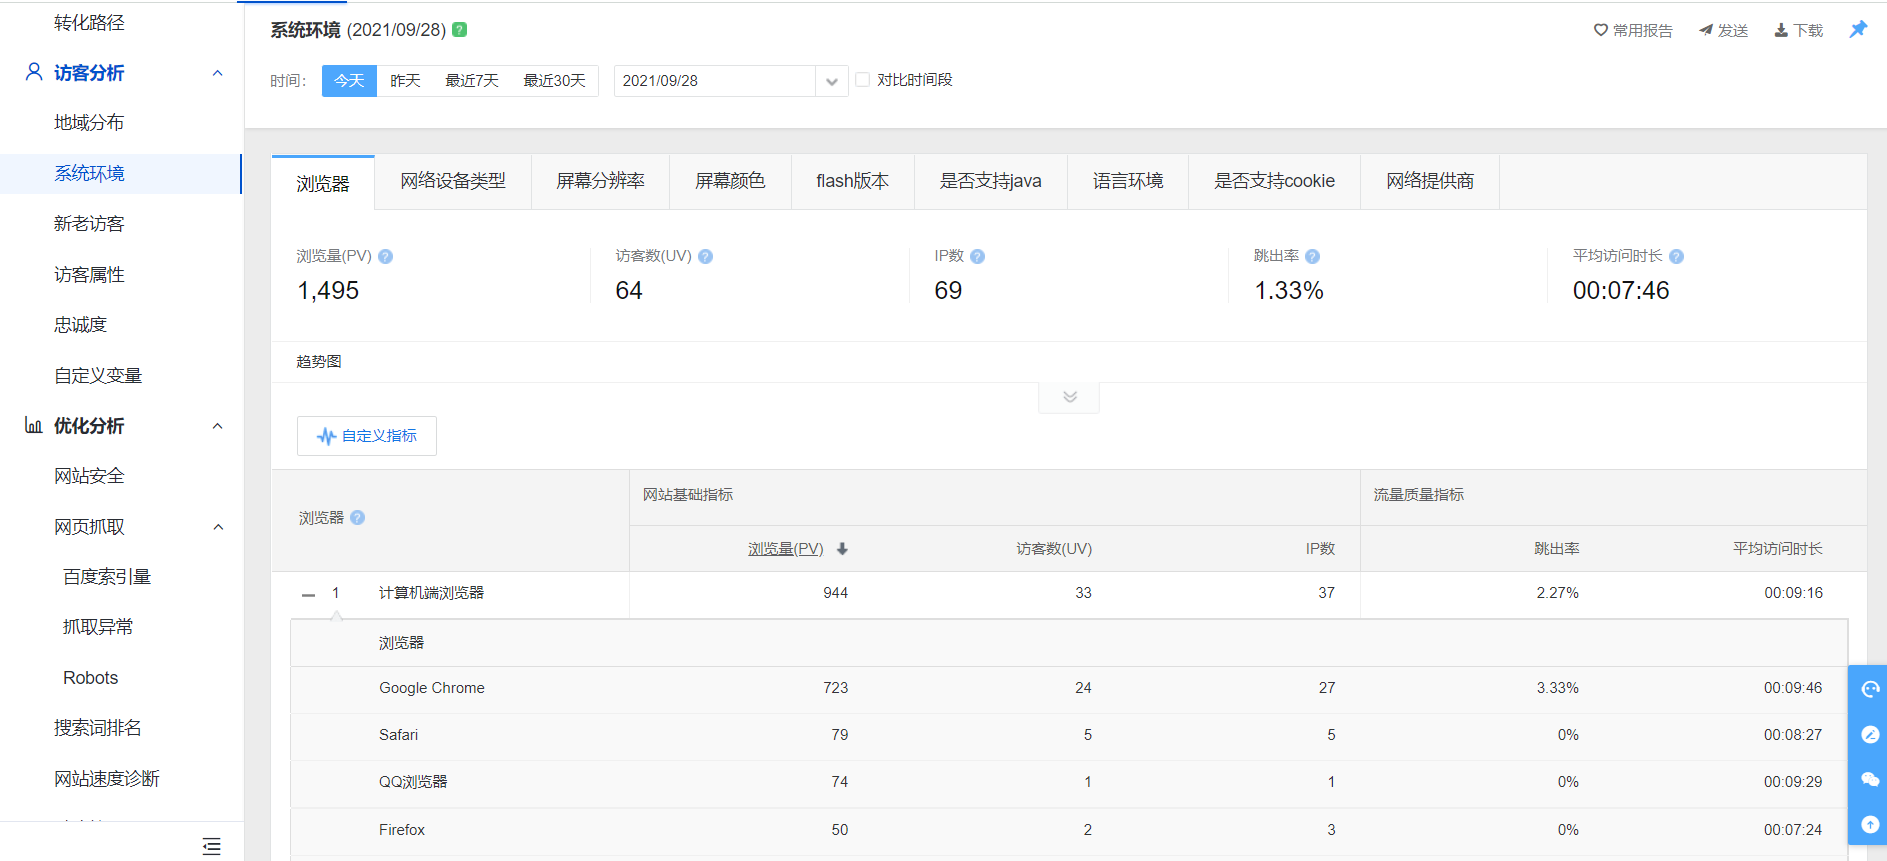 转化路径
访客分析
地域分布
系统环境
新老访客
访客属性
忠诚度
自定义变量
优化分析
网站安全
网页抓取
百度索引量
抓取异常
Robots
搜索词排名
网站速度诊断
系统环境 (2021/09/28) ?
常用报告 发送 下载
时间: 今天 昨天 最近7天 最近30天 2021/09/28 对比时间段
浏览器 网络设备类型 屏幕分辨率 屏幕颜色 flash版本 是否支持java 语言环境 是否支持cookie 网络提供商
浏览量(PV) ? 访客数(UV) ? IP数 ? 跳出率 ? 平均访问时长 ?
1,495 64 69 1.33% 00:07:46
趋势图
自定义指标
浏览器 ? 网站基础指标 流量质量指标
浏览量(PV) 访客数(UV) IP数 跳出率 平均访问时长
1 计算机端浏览器 944 33 37 2.27% 00:09:16
浏览器
Google Chrome 723 24 27 3.33% 00:09:46
Safari 79 5 5 0% 00:08:27
QQ浏览器 74 1 1 0% 00:09:29
Firefox 50 2 3 0% 00:07:24